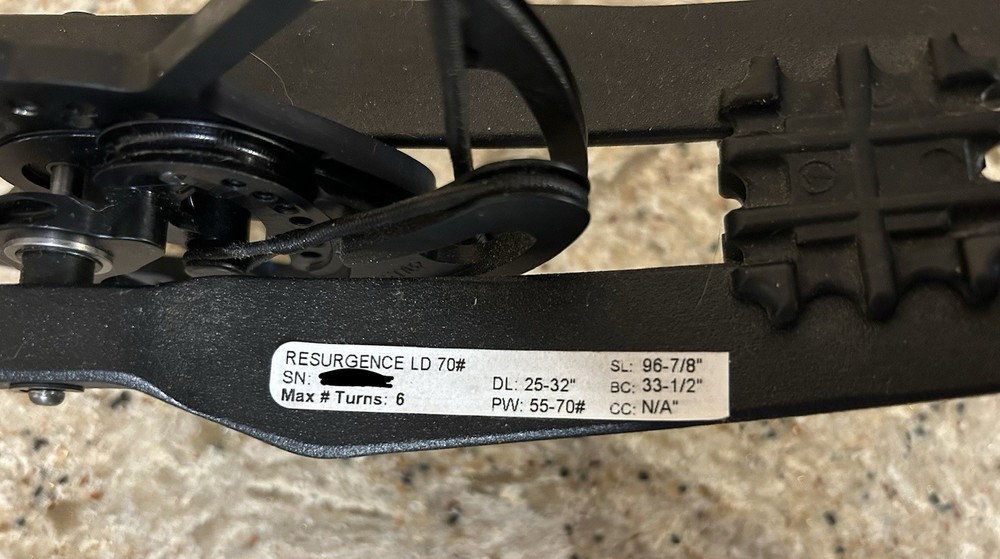 RESURGENCE LD 70#
SN:
Max # Turns: 6
DL: 25-32"
PW: 55-70#
SL: 96-7/8"
BC: 33-1/2"
CC: N/A"